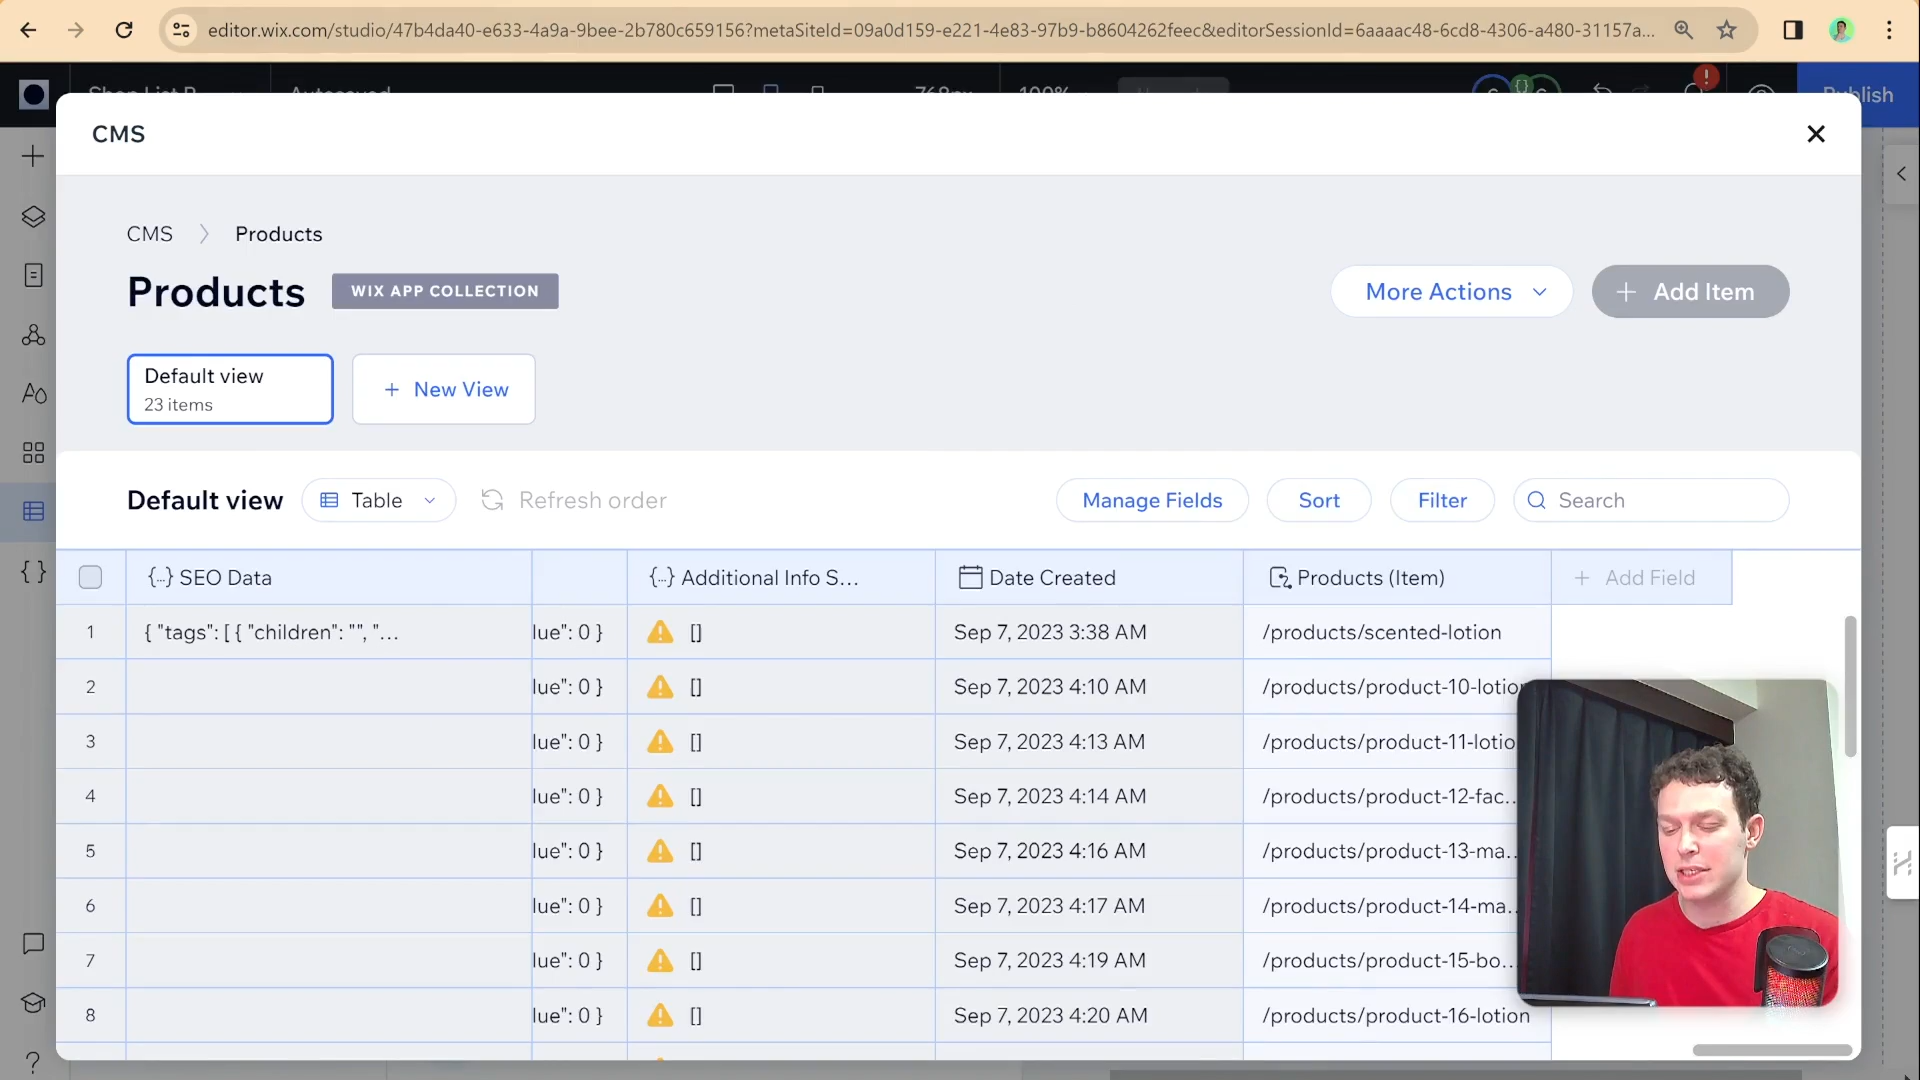 editor.wix.com/studio/47b4da40-e633-4a9a-9bee-2b780c659156?metaSiteId=09a0d159-e221-4e83-97b9-b8604262feec&editorSessionId=6aaaac48-6cd8-4306-a480-31157a...
Publish
CMS
CMS > Products
Products WIX APP COLLECTION
More Actions + Add Item
Default view
23 items
+ New View
Default view Table Refresh order Manage Fields Sort Filter Search
{...} SEO Data {...} Additional Info S... Date Created Products (Item) + Add Field
1 { "tags": [ { "children": "", "... lue": 0 } [] Sep 7, 2023 3:38 AM /products/scented-lotion
2 lue": 0 } [] Sep 7, 2023 4:10 AM /products/product-10-lotion
3 lue": 0 } [] Sep 7, 2023 4:13 AM /products/product-11-lotio
4 lue": 0 } [] Sep 7, 2023 4:14 AM /products/product-12-fac...
5 lue": 0 } [] Sep 7, 2023 4:16 AM /products/product-13-ma...
6 lue": 0 } [] Sep 7, 2023 4:17 AM /products/product-14-ma...
7 lue": 0 } [] Sep 7, 2023 4:19 AM /products/product-15-bo...
8 lue": 0 } [] Sep 7, 2023 4:20 AM /products/product-16-lotion